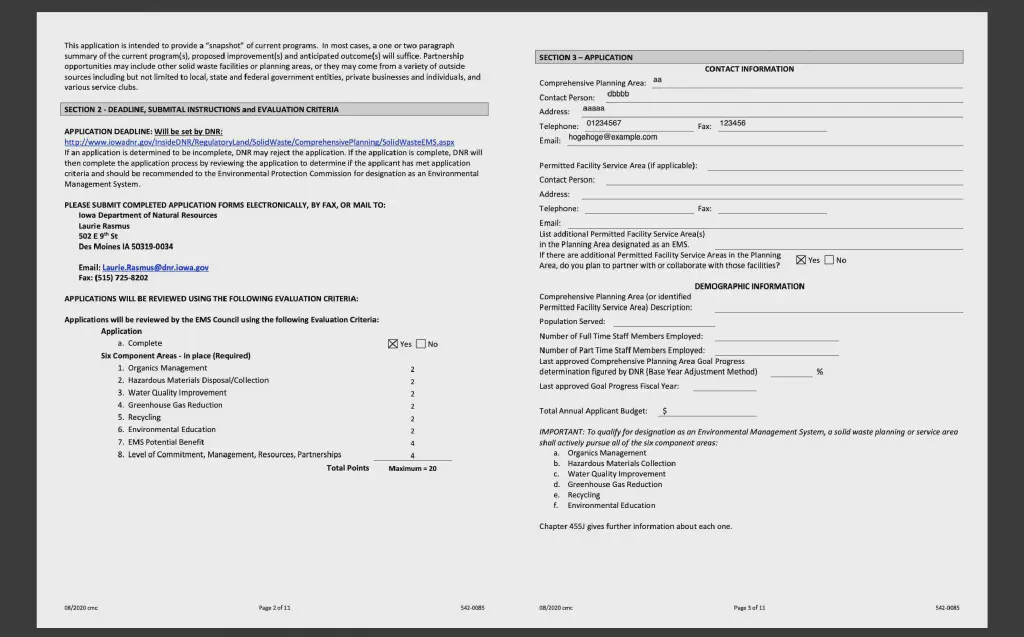 This application is intended to provide a “snapshot” of current programs. In most cases, a one or two paragraph
summary of the current program(s), proposed improvement(s) and anticipated outcome(s) will suffice. Partnership
opportunities may include other solid waste facilities or planning areas, or they may come from a variety of outside
sources including but not limited to local, state and federal government entities, private businesses and individuals, and
various service clubs.
SECTION 2 - DEADLINE, SUBMITAL INSTRUCTIONS and EVALUATION CRITERIA
APPLICATION DEADLINE: Will be set by DNR:
http://www.iowadnr.gov/InsideDNR/RegulatoryLand/SolidWaste/ComprehensivePlanning/SolidWasteEMS.aspx
If an application is determined to be incomplete, DNR may reject the application. If the application is complete, DNR will
then complete the application process by reviewing the application to determine if the applicant has met application
criteria and should be recommended to the Environmental Protection Commission for designation as an Environmental
Management System.
PLEASE SUBMIT COMPLETED APPLICATION FORMS ELECTRONICALLY, BY FAX, OR MAIL TO:
Iowa Department of Natural Resources
Laurie Rasmus
502 E 9th St
Des Moines IA 50319-0034
Email: Laurie.Rasmus@dnr.iowa.gov
Fax: (515) 725-8202
APPLICATIONS WILL BE REVIEWED USING THE FOLLOWING EVALUATION CRITERIA:
Applications will be reviewed by the EMS Council using the following Evaluation Criteria:
Application
a. Complete ☒ Yes ☐ No
Six Component Areas - in place (Required)
1. Organics Management 2
2. Hazardous Materials Disposal/Collection 2
3. Water Quality Improvement 2
4. Greenhouse Gas Reduction 2
5. Recycling 2
6. Environmental Education 2
7. EMS Potential Benefit 4
8. Level of Commitment, Management, Resources, Partnerships 4
Total Points Maximum = 20
08/2020 cmc Page 2 of 11 542-0085
SECTION 3 – APPLICATION
CONTACT INFORMATION
Comprehensive Planning Area: aa
Contact Person: dbbbb
Address: aaaaa
Telephone: 01234567 Fax: 123456
Email: hogehoge@example.com
Permitted Facility Service Area (if applicable):
Contact Person:
Address:
Telephone: Fax:
Email:
List additional Permitted Facility Service Area(s)
in the Planning Area designated as an EMS.
If there are additional Permitted Facility Service Areas in the Planning
Area, do you plan to partner with or collaborate with those facilities? ☒ Yes ☐ No
DEMOGRAPHIC INFORMATION
Comprehensive Planning Area (or identified
Permitted Facility Service Area) Description:
Population Served:
Number of Full Time Staff Members Employed:
Number of Part Time Staff Members Employed:
Last approved Comprehensive Planning Area Goal Progress
determination figured by DNR (Base Year Adjustment Method) %
Last approved Goal Progress Fiscal Year:
Total Annual Applicant Budget: $
IMPORTANT: To qualify for designation as an Environmental Management System, a solid waste planning or service area
shall actively pursue all of the six component areas:
a. Organics Management
b. Hazardous Materials Collection
c. Water Quality Improvement
d. Greenhouse Gas Reduction
e. Recycling
f. Environmental Education
Chapter 455J gives further information about each one.
08/2020 cmc Page 3 of 11 542-0085